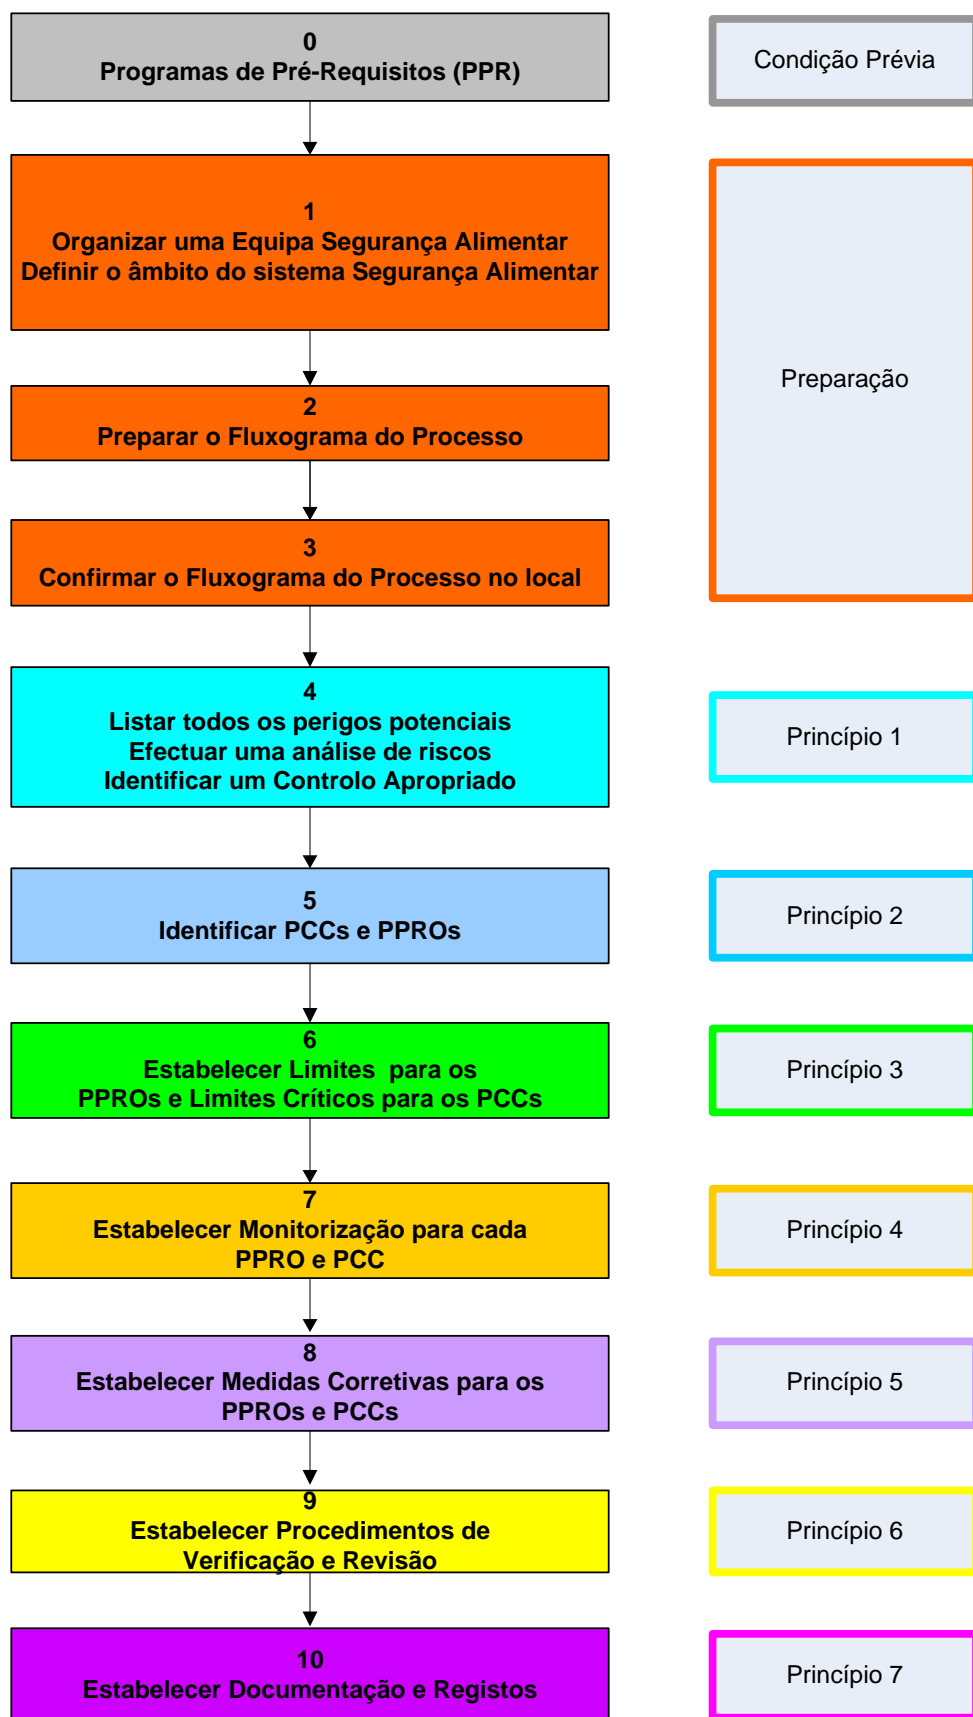 0
Programas de Pré-Requisitos (PPR)
Condição Prévia
1
Organizar uma Equipa Segurança Alimentar
Definir o âmbito do sistema Segurança Alimentar
Preparação
2
Preparar o Fluxograma do Processo
3
Confirmar o Fluxograma do Processo no local
4
Listar todos os perigos potenciais
Efectuar uma análise de riscos
Identificar um Controlo Apropriado
Princípio 1
5
Identificar PCCs e PPROs
Princípio 2
6
Estabelecer Limites para os
PPROs e Limites Críticos para os PCCs
Princípio 3
7
Estabelecer Monitorização para cada
PPRO e PCC
Princípio 4
8
Estabelecer Medidas Corretivas para os
PPROs e PCCs
Princípio 5
9
Estabelecer Procedimentos de
Verificação e Revisão
Princípio 6
10
Estabelecer Documentação e Registos
Princípio 7